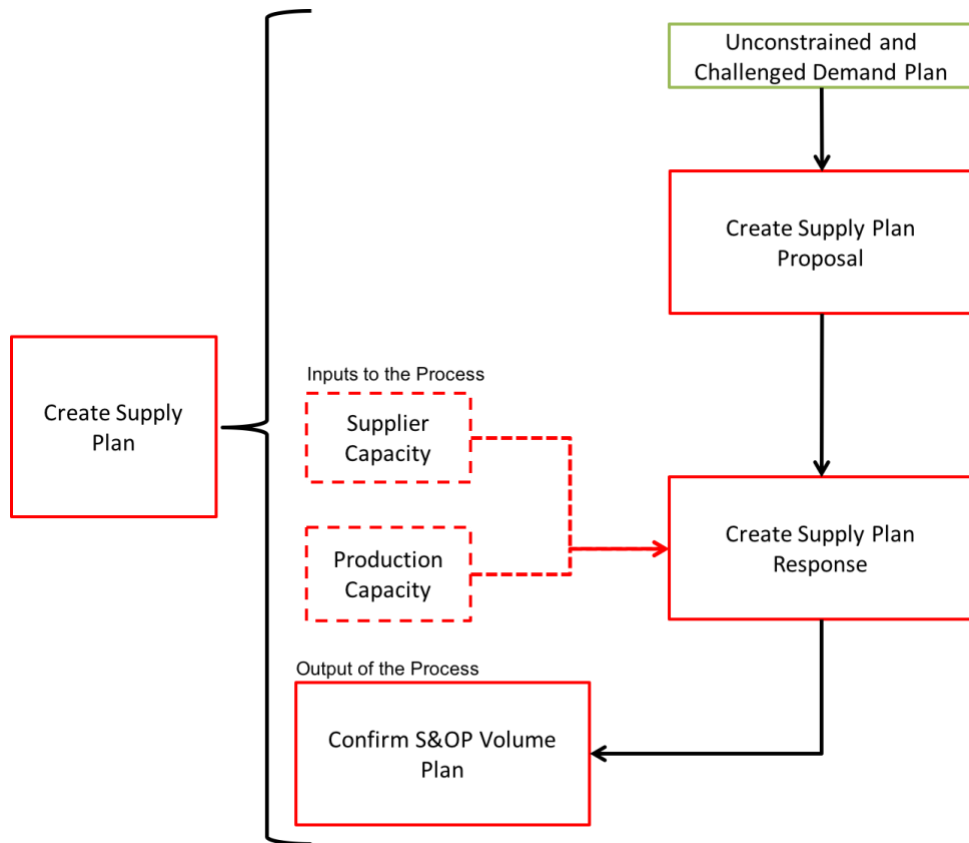 Unconstrained and
Challenged Demand Plan
Create Supply Plan
Proposal
Create Supply
Plan
Inputs to the Process
Supplier
Capacity
Production
Capacity
Create Supply Plan
Response
Output of the Process
Confirm S&OP Volume
Plan